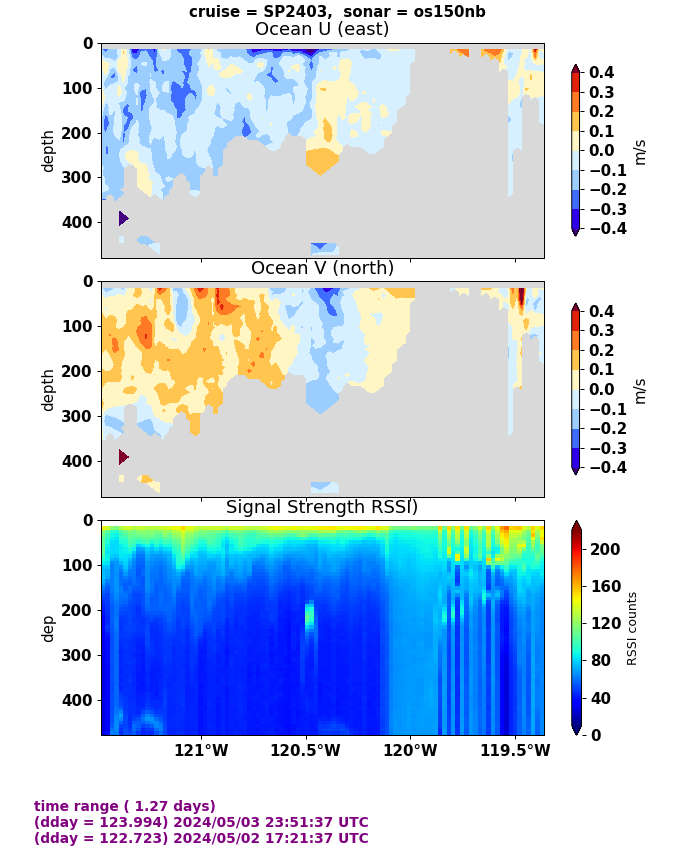 cruise = SP2403,  sonar = os150nb
Ocean U (east)
0
100
200
300
400
depth
0.4
0.3
0.2
0.1
0.0
−0.1
−0.2
−0.3
−0.4
m/s
Ocean V (north)
0
100
200
300
400
depth
0.4
0.3
0.2
0.1
0.0
−0.1
−0.2
−0.3
−0.4
m/s
Signal Strength RSSI)
0
100
200
300
400
dep
200
160
120
80
40
0
RSSI counts
121°W 120.5°W 120°W 119.5°W
time range ( 1.27 days)
(dday = 123.994) 2024/05/03 23:51:37 UTC
(dday = 122.723) 2024/05/02 17:21:37 UTC